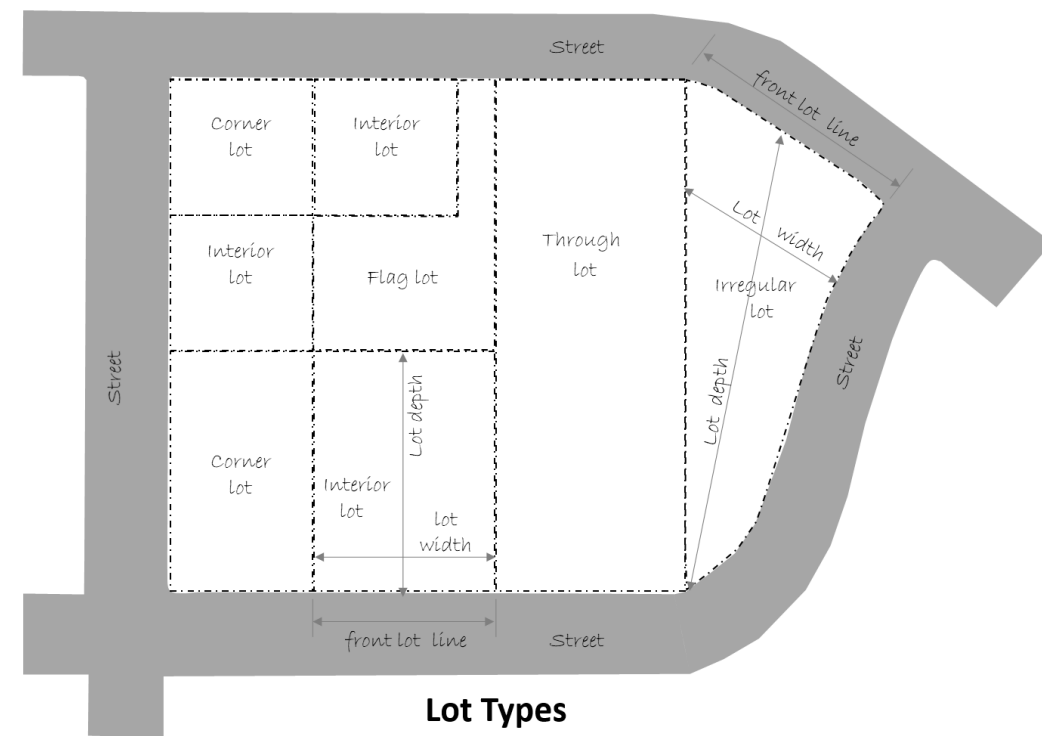 Street
front lot line
Corner
lot
Interior
lot
Lot width
Interior
lot
Flag lot
Through
lot
Irregular
lot
Street
Street
Lot depth
Lot depth
Corner
lot
Interior
lot
lot
width
front lot line
Street
Lot Types